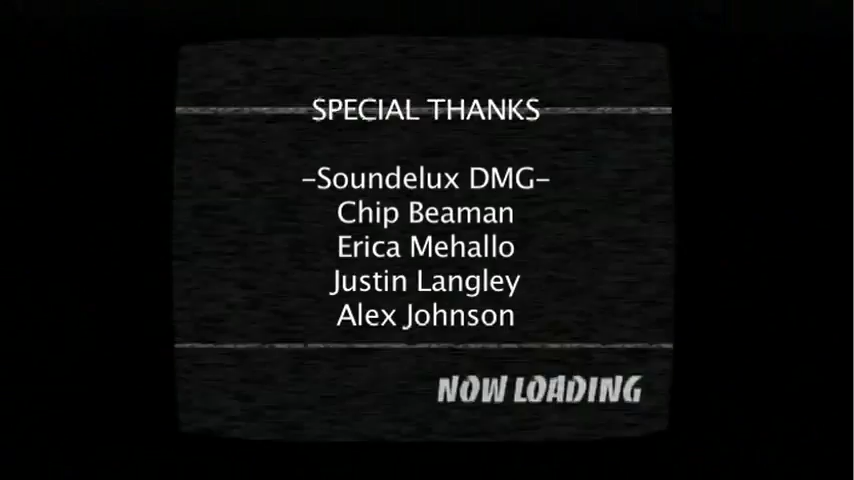 SPECIAL THANKS
-Soundelux DMG-
Chip Beaman
Erica Mehallo
Justin Langley
Alex Johnson
NOW LOADING